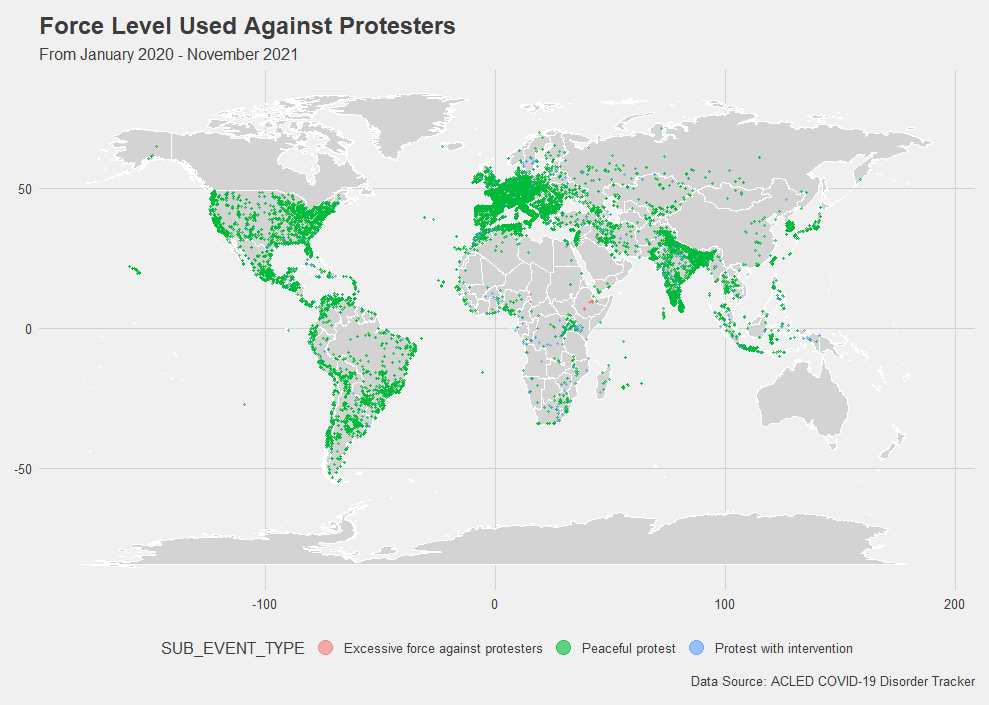 Force Level Used Against Protesters
From January 2020 - November 2021
50
0
-50
-100
0
100
200
SUB_EVENT_TYPE
Excessive force against protesters
Peaceful protest
Protest with intervention
Data Source: ACLED COVID-19 Disorder Tracker